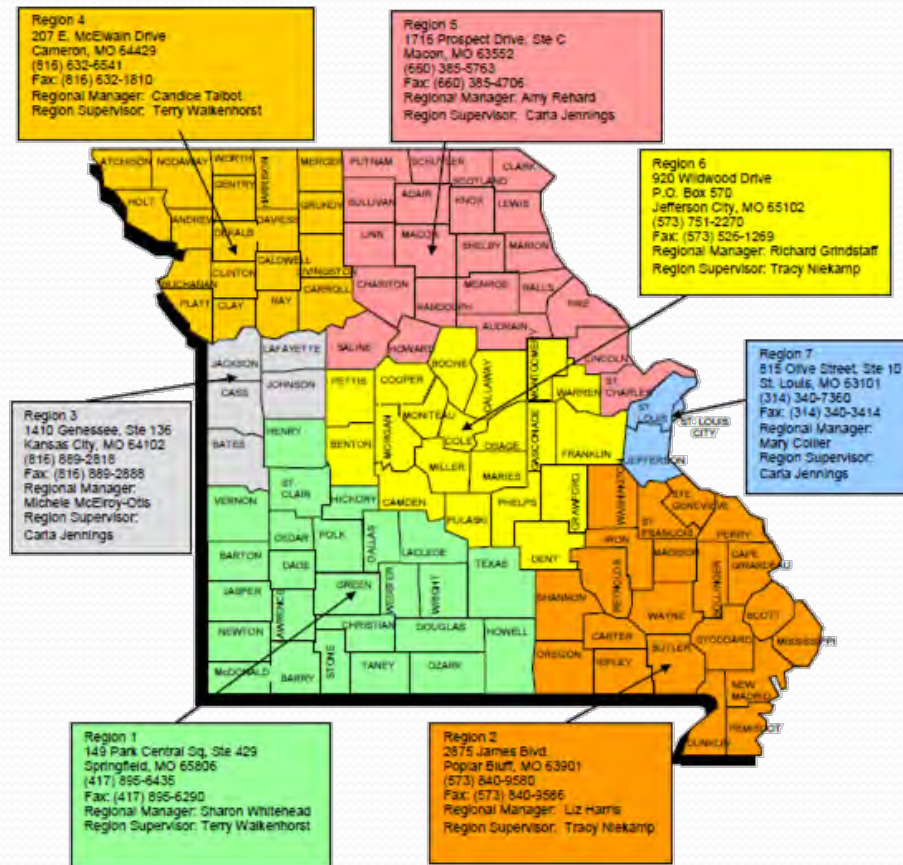 Region 4
207 E. McElwain Drive
Cameron, MO 64429
(816) 632-6541
Fax: (816) 632-1810
Regional Manager: Candice Talbot
Region Supervisor: Terry Walkenhorst
Region 5
1716 Prospect Drive, Ste C
Macon, MO 63552
(660) 385-5763
Fax: (660) 385-4706
Regional Manager: Amy Rehard
Region Supervisor: Carla Jennings
Region 6
920 Wildwood Drive
P.O. Box 570
Jefferson City, MO 65102
(573) 751-2270
Fax: (573) 526-1269
Regional Manager: Richard Grindstaff
Region Supervisor: Tracy Niekamp
Region 7
815 Olive Street, Ste 10
St. Louis, MO 63101
(314) 340-7360
Fax: (314) 340-3414
Regional Manager:
Mary Collier
Region Supervisor:
Carla Jennings
Region 3
1410 Genessee, Ste 136
Kansas City, MO 64102
(816) 889-2818
Fax: (816) 889-2888
Regional Manager:
Michele McElroy-Otis
Region Supervisor:
Carla Jennings
Region 1
149 Park Central Sq, Ste 429
Springfield, MO 65806
(417) 895-6435
Fax: (417) 895-6290
Regional Manager: Sharon Whitehead
Region Supervisor: Terry Walkenhorst
Region 2
2875 James Blvd
Poplar Bluff, MO 63901
(573) 840-9580
Fax: (573) 840-9586
Regional Manager: Liz Harris
Region Supervisor: Tracy Niekamp
ATCHISON
NODAWAY
WORTH
GENTRY
HARRISON
MERCER
PUTNAM
SCHUYLER
SCOTLAND
CLARK
HOLT
ANDREW
DEKALB
DAVIESS
GRUNDY
SULLIVAN
ADAIR
KNOX
LEWIS
LINN
MACON
SHELBY
MARION
BUCHANAN
CLINTON
CALDWELL
LIVINGSTON
CHARITON
RANDOLPH
MONROE
RALLS
PIKE
PLATT
CLAY
RAY
CARROLL
AUDRAIN
JACKSON
LAFAYETTE
SALINE
HOWARD
BOONE
CALLAWAY
MONTGOMERY
LINCOLN
WARREN
ST.
CHARLES
ST.
LOUIS
ST. LOUIS
CITY
CASS
JOHNSON
PETTIS
COOPER
MONITEAU
COLE
OSAGE
GASCONADE
FRANKLIN
JEFFERSON
BATES
HENRY
BENTON
MORGAN
MILLER
MARIES
CRAWFORD
WASHINGTON
STE.
GENEVIEVE
VERNON
ST.
CLAIR
HICKORY
CAMDEN
PULASKI
PHELPS
DENT
IRON
ST.
FRANCOIS
PERRY
BARTON
CEDAR
POLK
DALLAS
LACLEDE
TEXAS
REYNOLDS
MADISON
BOLLINGER
CAPE
GIRARDEAU
JASPER
DADE
GREEN
WEBSTER
WRIGHT
SHANNON
WAYNE
SCOTT
NEWTON
LAWRENCE
CHRISTIAN
DOUGLAS
HOWELL
CARTER
BUTLER
STODDARD
MISSISSIPPI
McDONALD
BARRY
STONE
TANEY
OZARK
OREGON
RIPLEY
NEW
MADRID
DUNKLIN
PEMISCOT